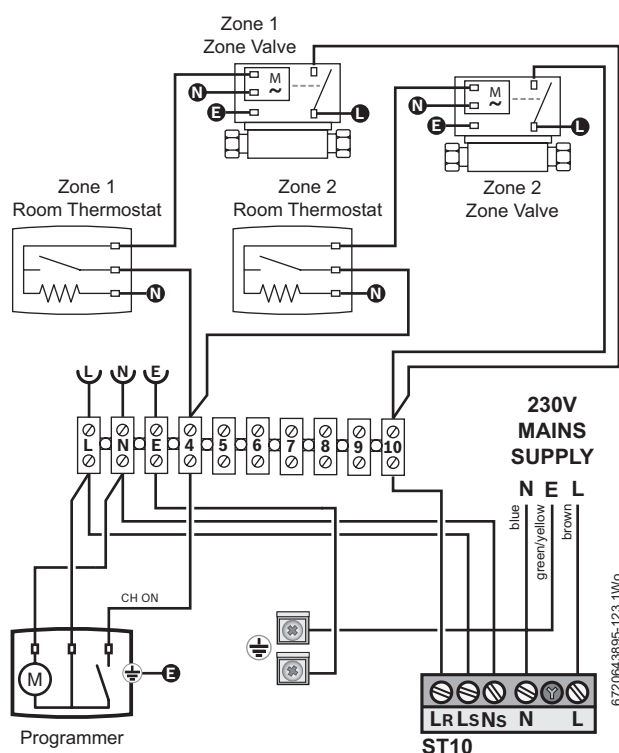 Zone 1
Zone Valve
M
~
N
E
L
M
~
N
E
L
Zone 1
Room Thermostat
Zone 2
Room Thermostat
Zone 2
Zone Valve
N
N
L N E
L N E 4 5 6 7 8 9 10
230V
MAINS
SUPPLY
N E L
blue
green/yellow
brown
CH ON
M
E
Programmer
LR LS NS N L
ST10
6720643895-123.1Wo